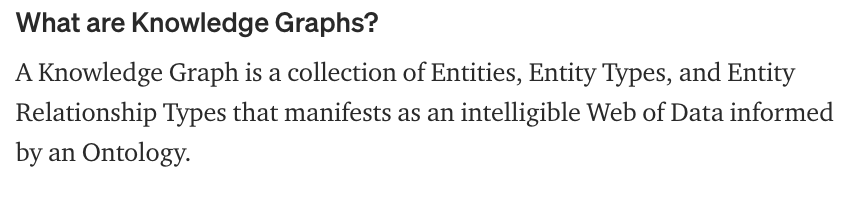 What are Knowledge Graphs?
A Knowledge Graph is a collection of Entities, Entity Types, and Entity
Relationship Types that manifests as an intelligible Web of Data informed
by an Ontology.